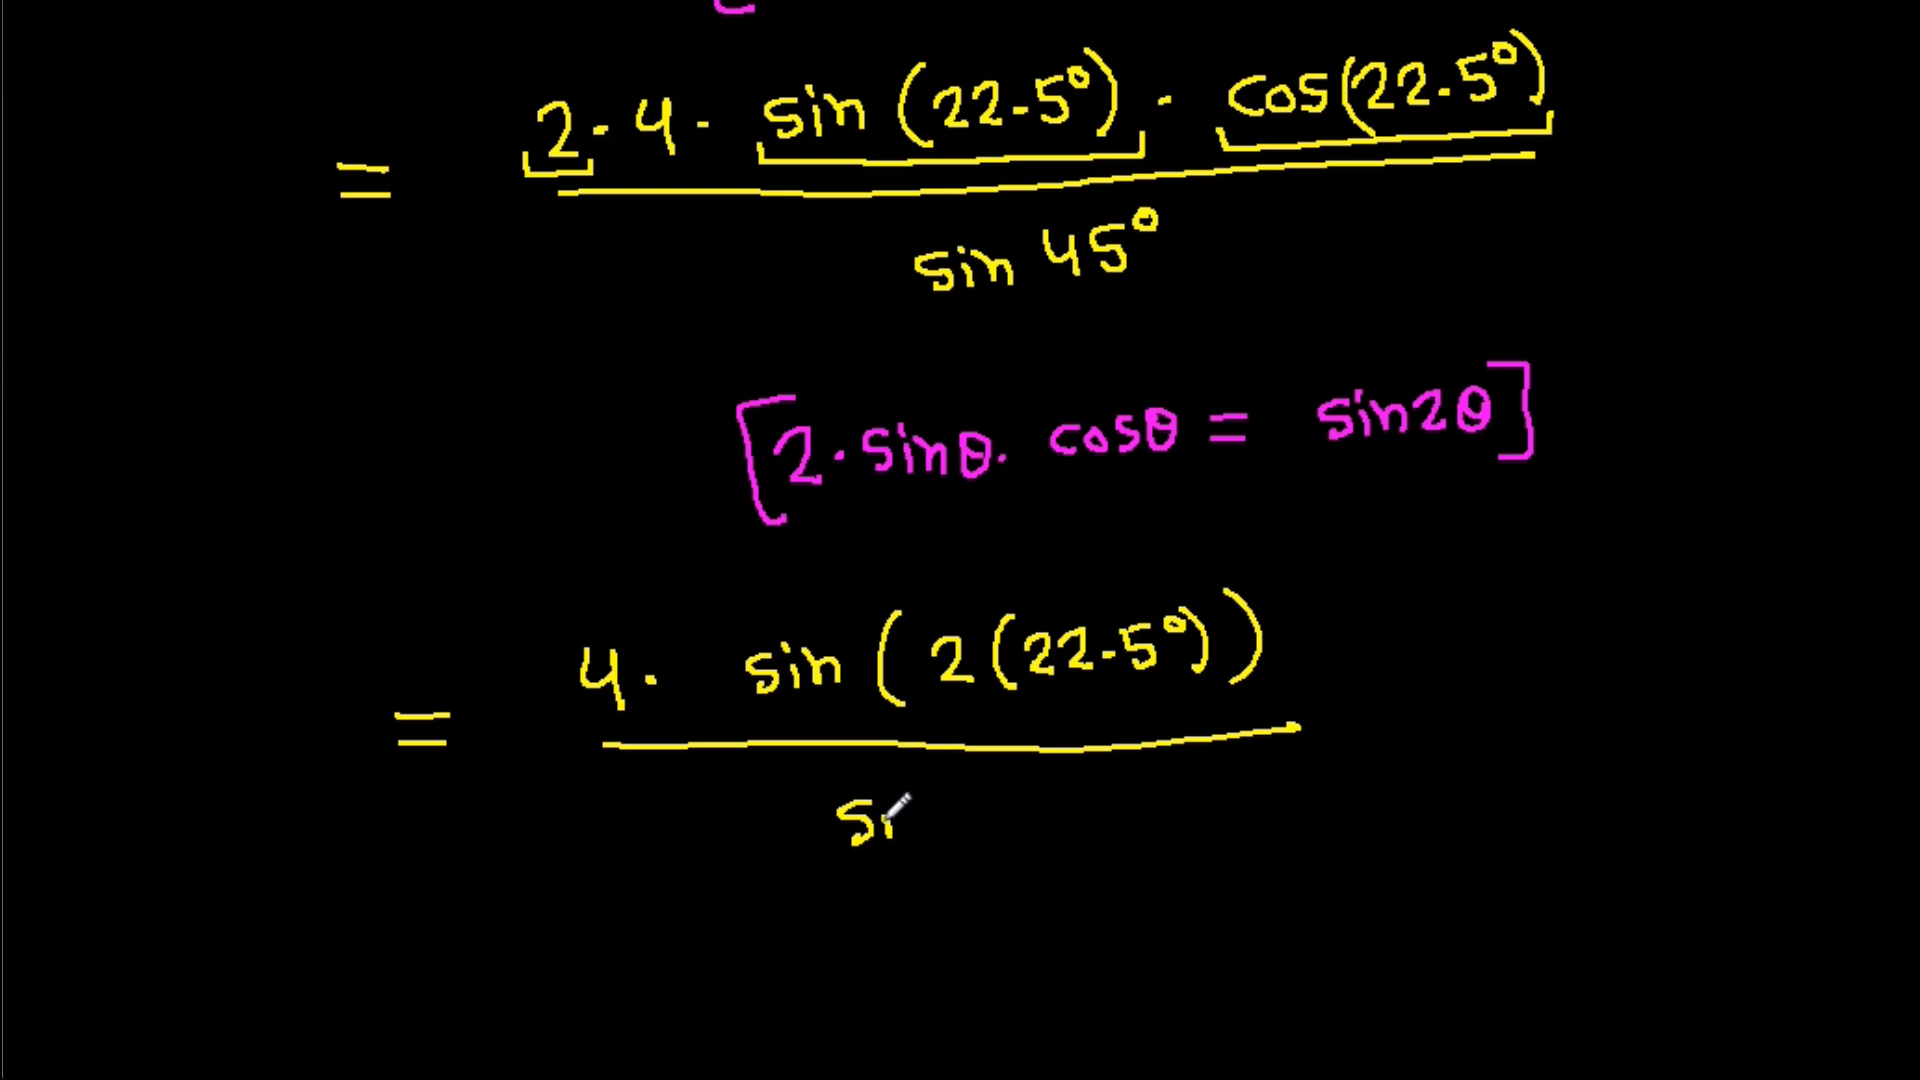 = 2 · 4 · sin (22.5°) · cos(22.5°)
sin 45°
[2 · sinθ · cosθ = sin2θ]
= 4 · sin (2(22.5°))
si